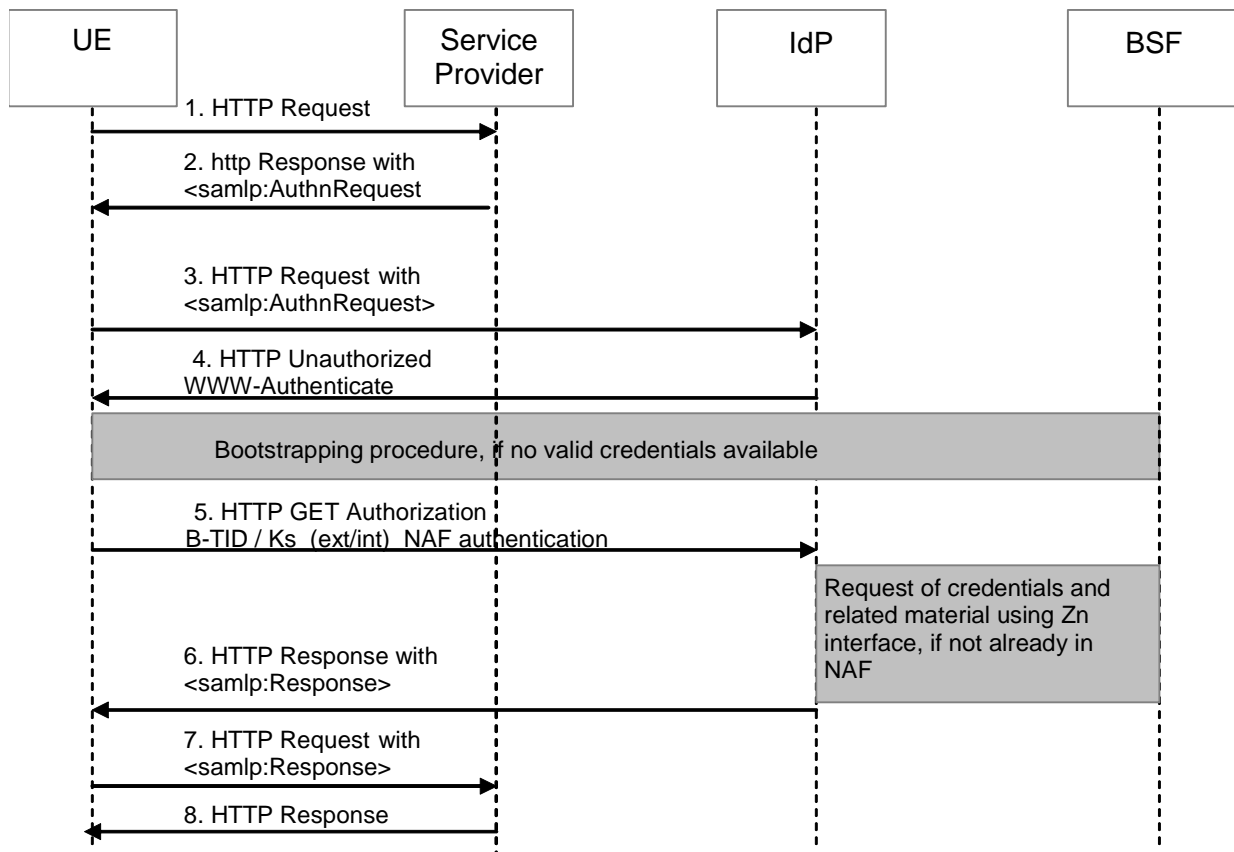 UE
Service
Provider
IdP
BSF
1. HTTP Request
2. http Response with
<samlp:AuthnRequest
3. HTTP Request with
<samlp:AuthnRequest>
4. HTTP Unauthorized
WWW-Authenticate
Bootstrapping procedure, if no valid credentials available
5. HTTP GET Authorization
B-TID / Ks_(ext/int)_NAF authentication
Request of credentials and
related material using Zn
interface, if not already in
NAF
6. HTTP Response with
<samlp:Response>
7. HTTP Request with
<samlp:Response>
8. HTTP Response